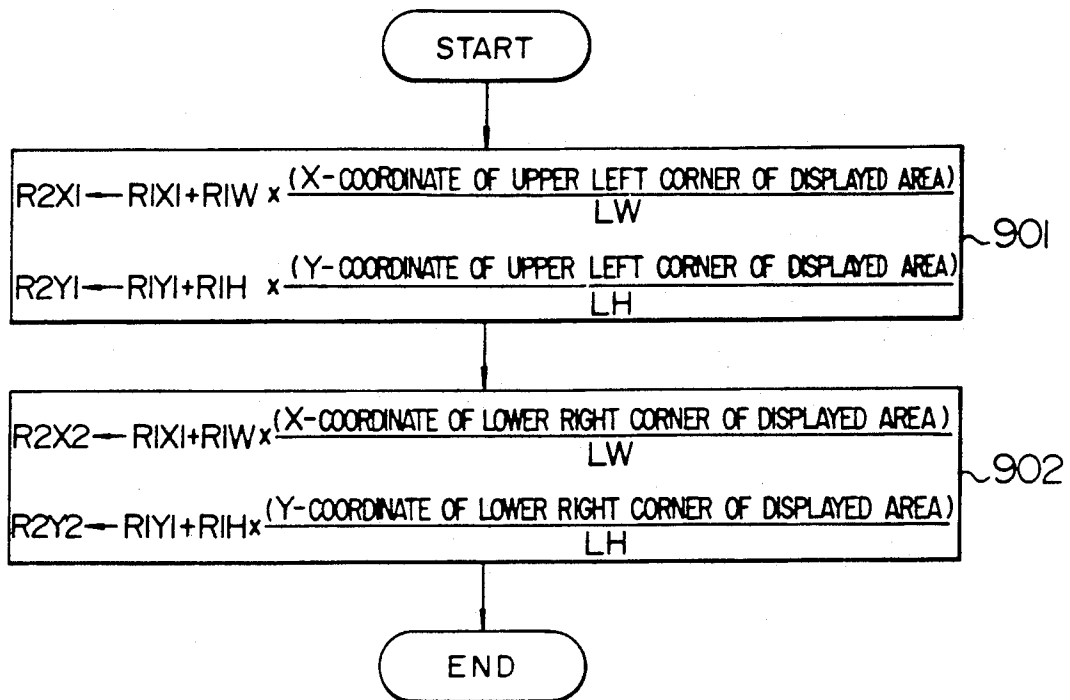 START
R2X1←R1X1+R1W × (X-COORDINATE OF UPPER LEFT CORNER OF DISPLAYED AREA)
LW
R2Y1←R1Y1+R1H × (Y-COORDINATE OF UPPER LEFT CORNER OF DISPLAYED AREA)
LH
901
R2X2←R1X1+R1W× (X-COORDINATE OF LOWER RIGHT CORNER OF DISPLAYED AREA)
LW
R2Y2←R1Y1+R1H× (Y-COORDINATE OF LOWER RIGHT CORNER OF DISPLAYED AREA)
LH
902
END